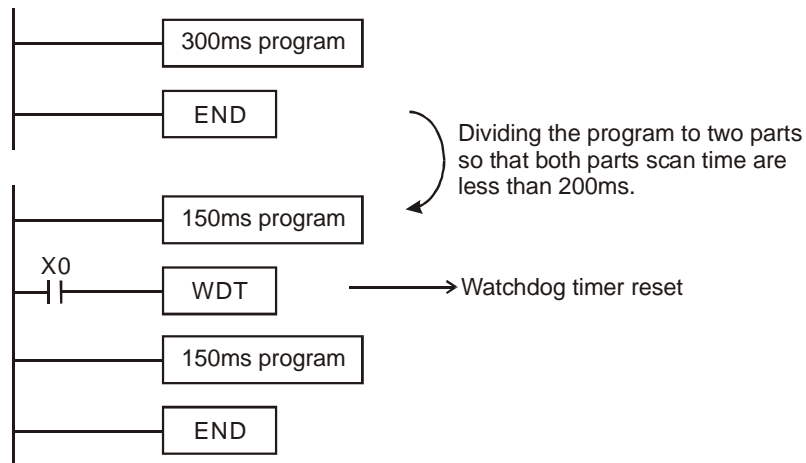 300ms program
END
Dividing the program to two parts
so that both parts scan time are
less than 200ms.
150ms program
X0
WDT
Watchdog timer reset
150ms program
END